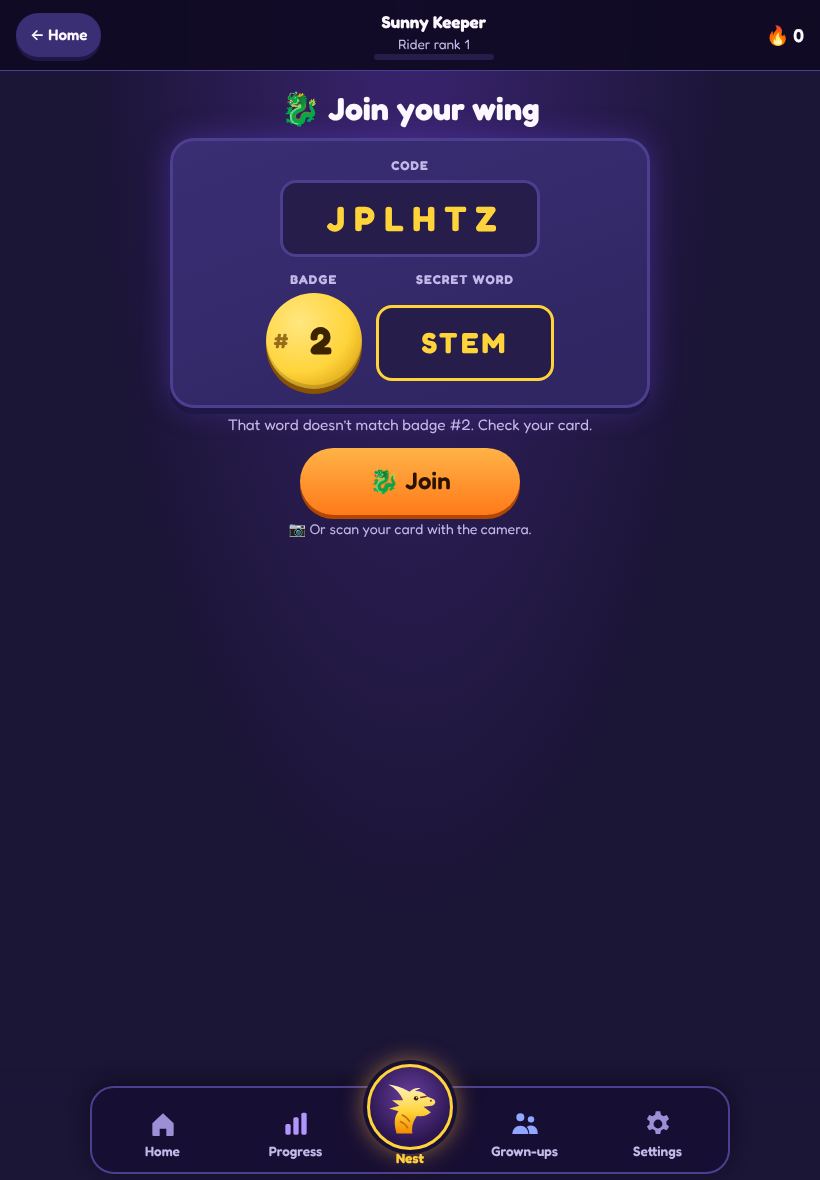 ← Home
Sunny Keeper
Rider rank 1
🔥 0
🐉 Join your wing
CODE
JPLHTZ
BADGE
SECRET WORD
# 2
STEM
That word doesn't match badge #2. Check your card.
🐉 Join
📷 Or scan your card with the camera.
Home
Progress
Nest
Grown-ups
Settings